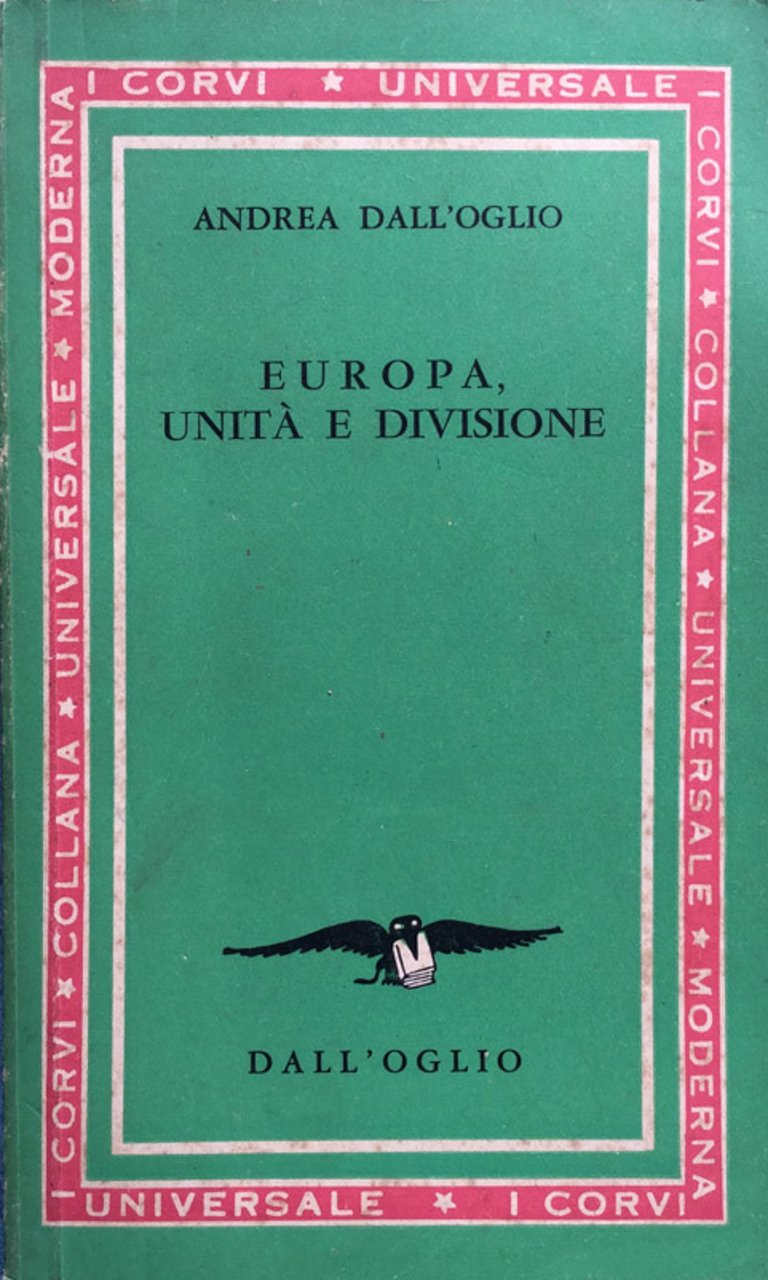 I CORVI ★ UNIVERSALE
I CORVI ★ COLLANA ★ UNIVERSALE ★ MODERNA
I CORVI ★ COLLANA ★ UNIVERSALE ★ MODERNA
ANDREA DALL'OGLIO
EUROPA,
UNITÀ E DIVISIONE
DALL'OGLIO
UNIVERSALE ★ I CORVI